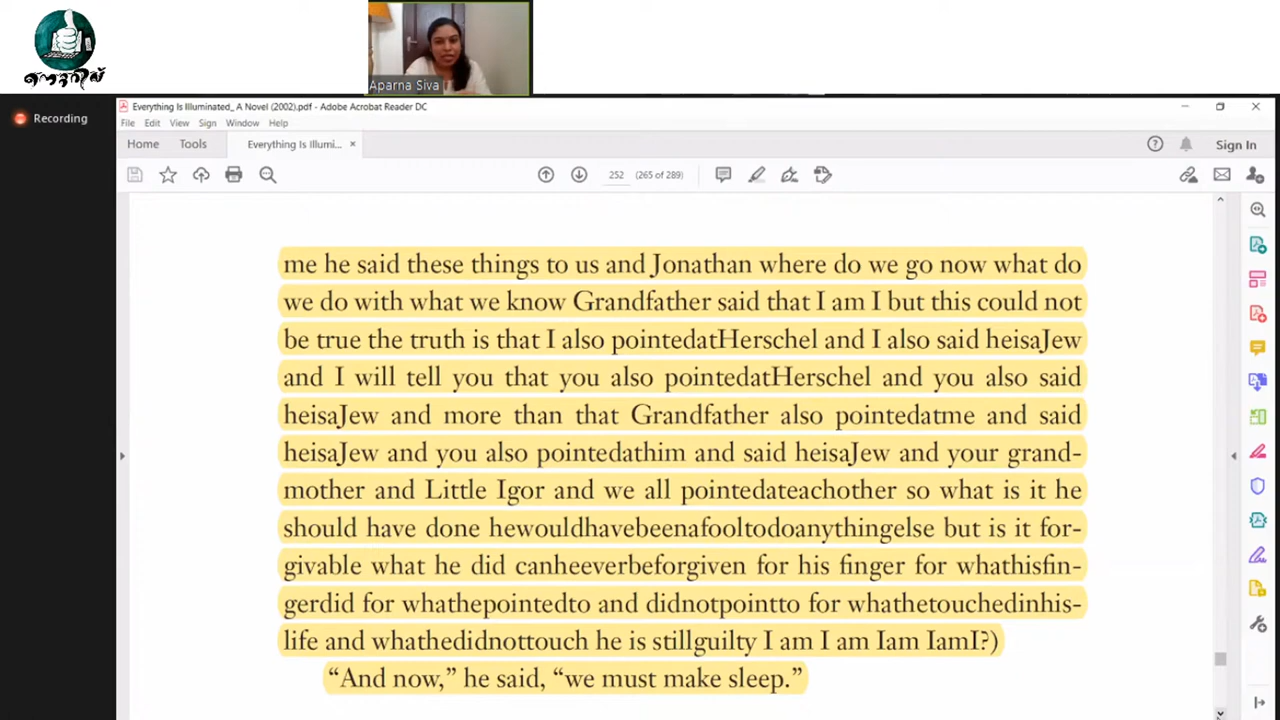 Aparna Siva
Everything Is Illuminated_ A Novel (2002).pdf - Adobe Acrobat Reader DC
Recording
File Edit View Sign Window Help
Home Tools Everything Is Illumi... × Sign In
252 (265 of 289)
me he said these things to us and Jonathan where do we go now what do
we do with what we know Grandfather said that I am I but this could not
be true the truth is that I also pointedatHerschel and I also said heisaJew
and I will tell you that you also pointedatHerschel and you also said
heisaJew and more than that Grandfather also pointedatme and said
heisaJew and you also pointedathim and said heisaJew and your grand-
mother and Little Igor and we all pointedateachother so what is it he
should have done hewouldhavebeenafooltodoanythingelse but is it for-
givable what he did canheeverbeforgiven for his finger for whathisfin-
gerdid for whathepointedto and didnotpointto for whathetouchedinhis-
life and whathedidnottouch he is stillguilty I am I am Iam IamI?)
“And now,” he said, “we must make sleep.”